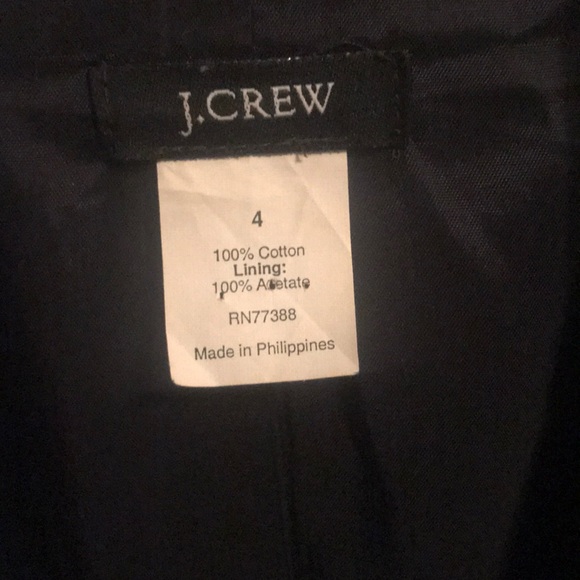 J.CREW
4
100% Cotton
Lining:
100% Acetate
RN77388
Made in Philippines